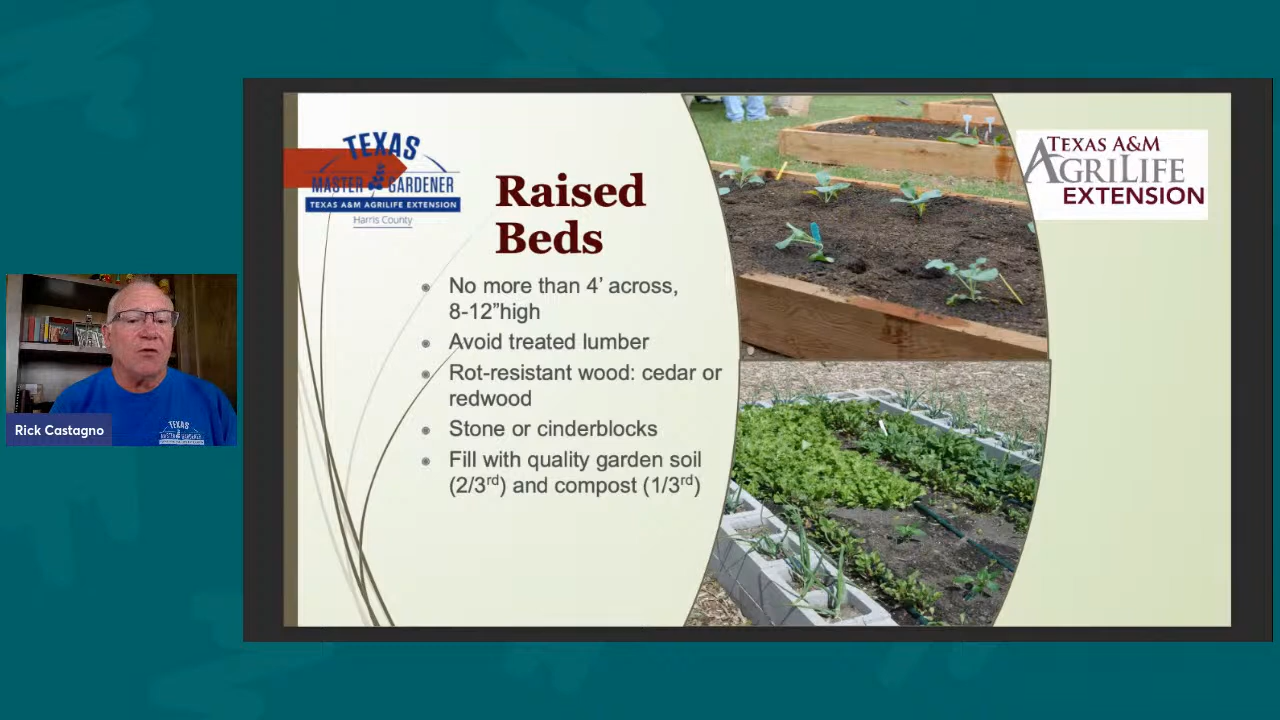 TEXAS
MASTER GARDENER
TEXAS A&M AGRILIFE EXTENSION
Harris County
Raised
Beds
No more than 4’ across,
8-12”high
Avoid treated lumber
Rot-resistant wood: cedar or
redwood
Stone or cinderblocks
Fill with quality garden soil
(2/3rd) and compost (1/3rd)
TEXAS A&M
AGRILIFE
EXTENSION
Rick Castagno
TEXAS